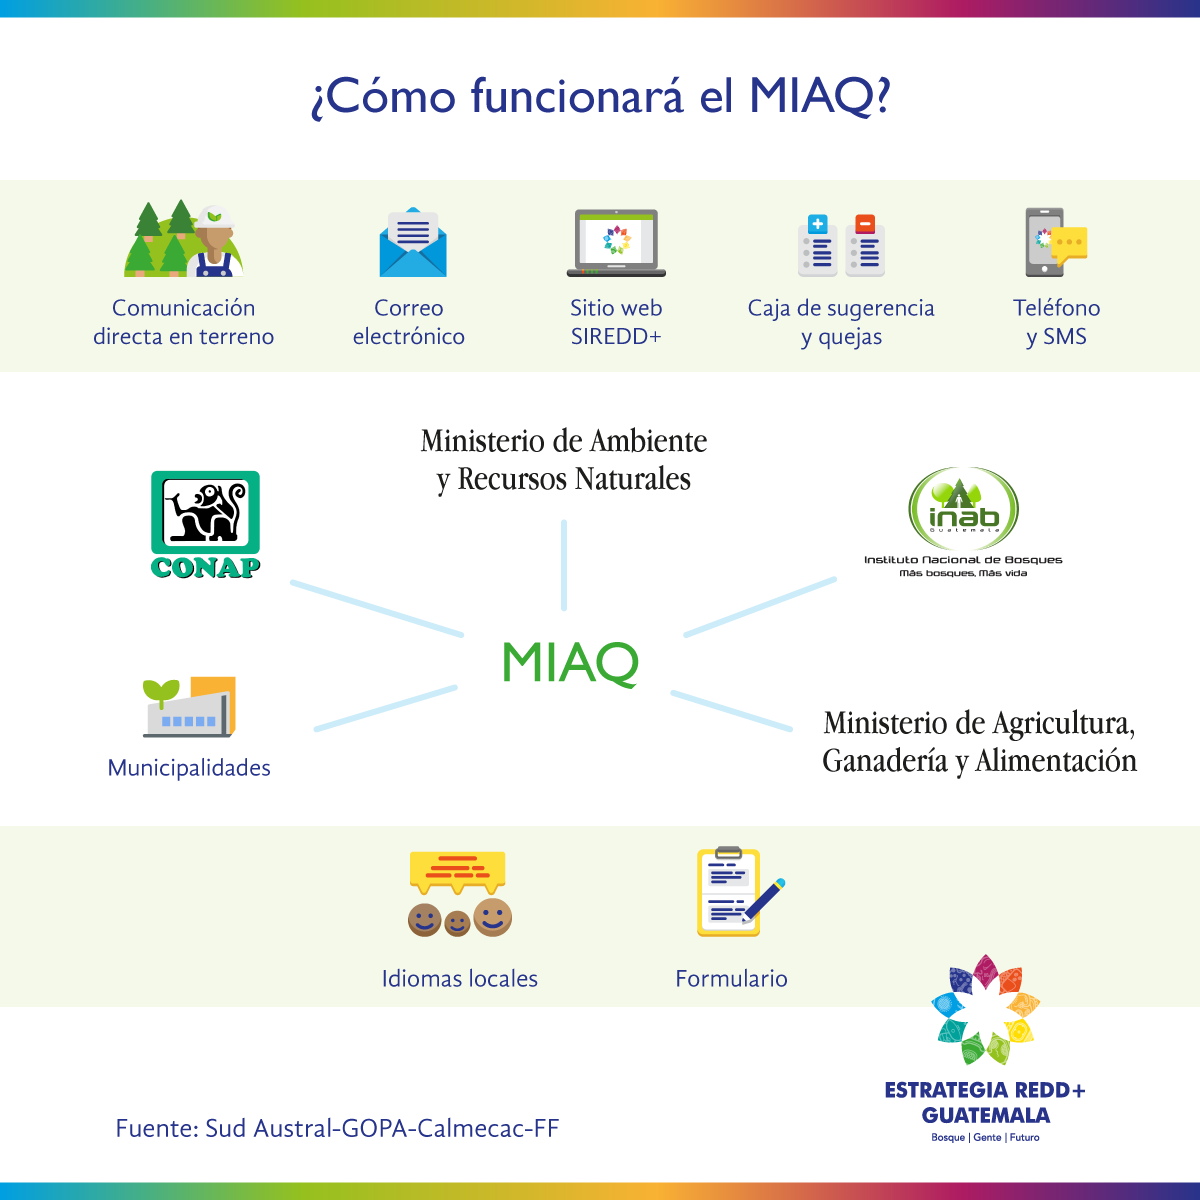 ¿Cómo funcionará el MIAQ?
Comunicación
directa en terreno
Correo
electrónico
Sitio web
SIREDD+
Caja de sugerencia
y quejas
Teléfono
y SMS
Ministerio de Ambiente
y Recursos Naturales
CONAP
inab
Guatemala
Instituto Nacional de Bosques
Más bosques, Más vida
MIAQ
Municipalidades
Ministerio de Agricultura,
Ganadería y Alimentación
Idiomas locales
Formulario
ESTRATEGIA REDD+
GUATEMALA
Bosque | Gente | Futuro
Fuente: Sud Austral-GOPA-Calmecac-FF